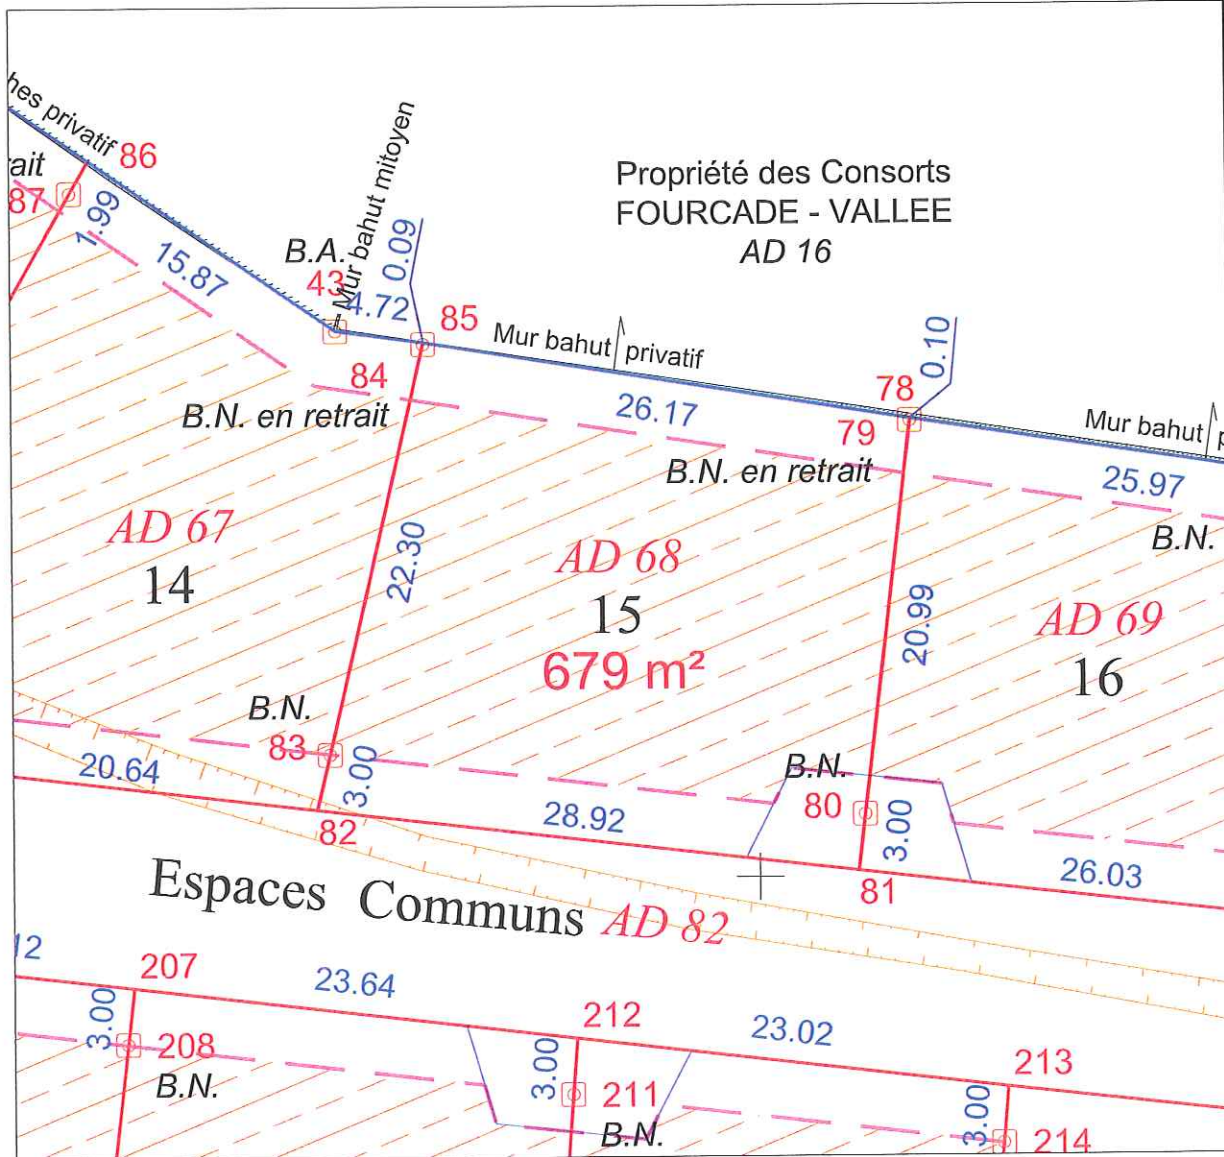 hes privatif
86
ait
87
1.99
15.87
B.A.
43
Mur bahut mitoyen
4.72
0.09
85
Propriété des Consorts
FOURCADE - VALLEE
AD 16
Mur bahut privatif
0.10
78
84
B.N. en retrait
26.17
79
B.N. en retrait
Mur bahut p
25.97
B.N.
AD 67
14
22.30
AD 68
15
679 m²
20.99
AD 69
16
B.N.
83
20.64
3.00
82
28.92
B.N.
80
3.00
81
26.03
Espaces Communs AD 82
12
207
23.64
3.00
208
B.N.
212
23.02
3.00
211
B.N.
213
3.00
214